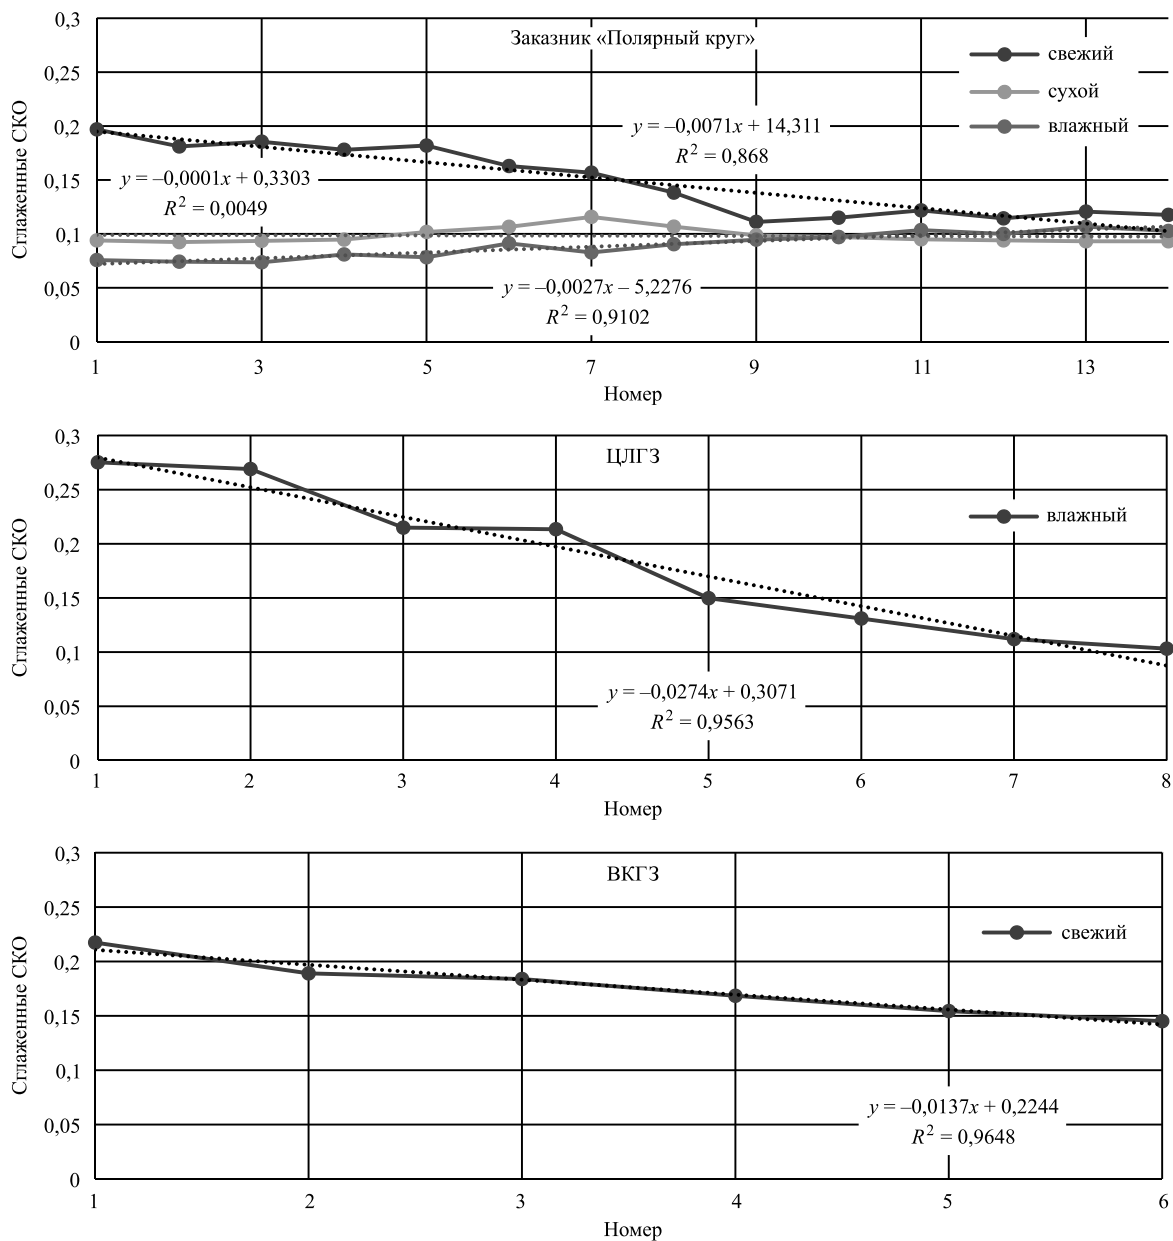 Заказник «Полярный круг»
Сглаженные СКО
0,3
0,25
0,2
0,15
0,1
0,05
0
свежий
сухой
влажный
y = –0,0071x + 14,311
R² = 0,868
y = –0,0001x + 0,3303
R² = 0,0049
y = –0,0027x – 5,2276
R² = 0,9102
1 3 5 7 9 11 13
Номер
ЦЛГЗ
Сглаженные СКО
0,3
0,25
0,2
0,15
0,1
0,05
0
влажный
y = –0,0274x + 0,3071
R² = 0,9563
1 2 3 4 5 6 7 8
Номер
ВКГЗ
Сглаженные СКО
0,3
0,25
0,2
0,15
0,1
0,05
0
свежий
y = –0,0137x + 0,2244
R² = 0,9648
1 2 3 4 5 6
Номер